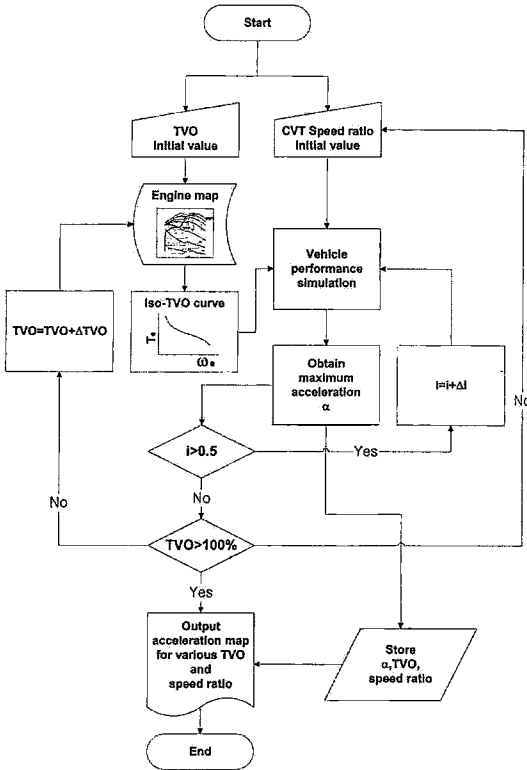 Start
TVO
Initial value
CVT Speed ratio
Initial value
Engine map
Vehicle
performance
simulation
Iso-TVO curve
Te
ωe
TVO=TVO+ΔTVO
Obtain
maximum
acceleration
α
i=i+Δi
No
i>0.5
Yes
No
No
TVO>100%
Yes
Output
acceleration map
for various TVO
and
speed ratio
Store
α,TVO,
speed ratio
End